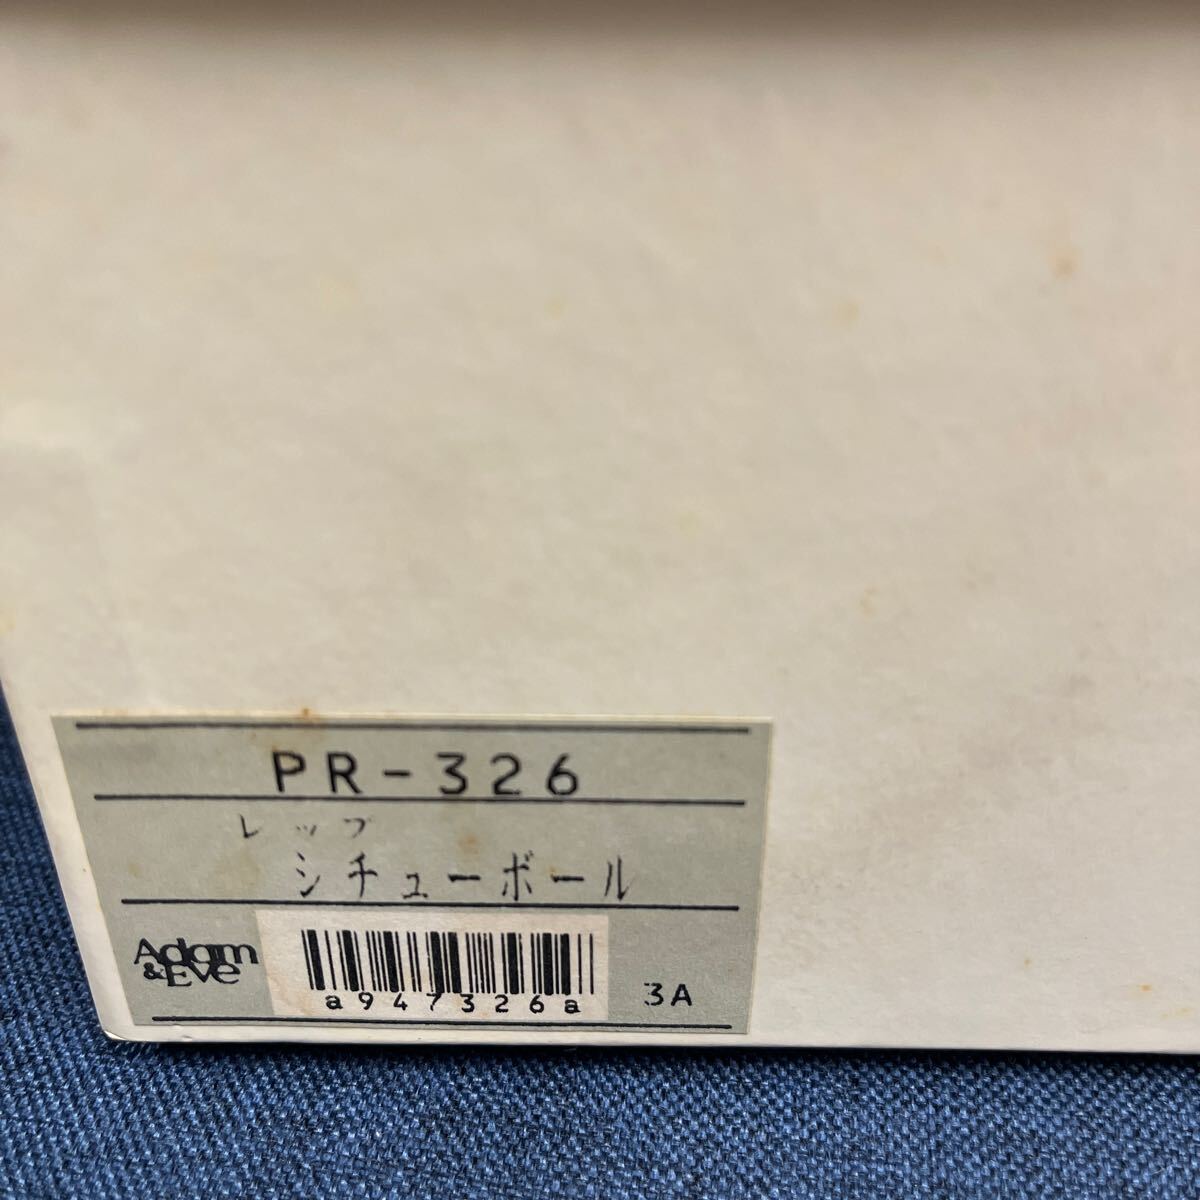 PR-326
レップ
シチューボール
Adam
&EVe
a947326a
3A